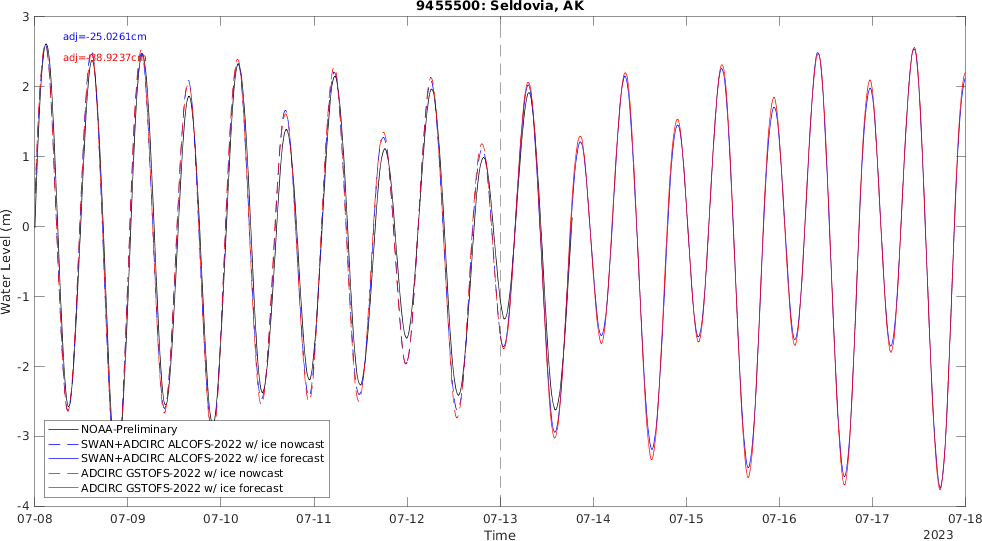 9455500: Seldovia, AK
adj=-25.0261cm
adj=-38.9237cm
3
2
1
0
-1
-2
-3
-4
Water Level (m)
NOAA-Preliminary
SWAN+ADCIRC ALCOFS-2022 w/ ice nowcast
SWAN+ADCIRC ALCOFS-2022 w/ ice forecast
ADCIRC GSTOFS-2022 w/ ice nowcast
ADCIRC GSTOFS-2022 w/ ice forecast
07-08 07-09 07-10 07-11 07-12 07-13 07-14 07-15 07-16 07-17 07-18
Time
2023